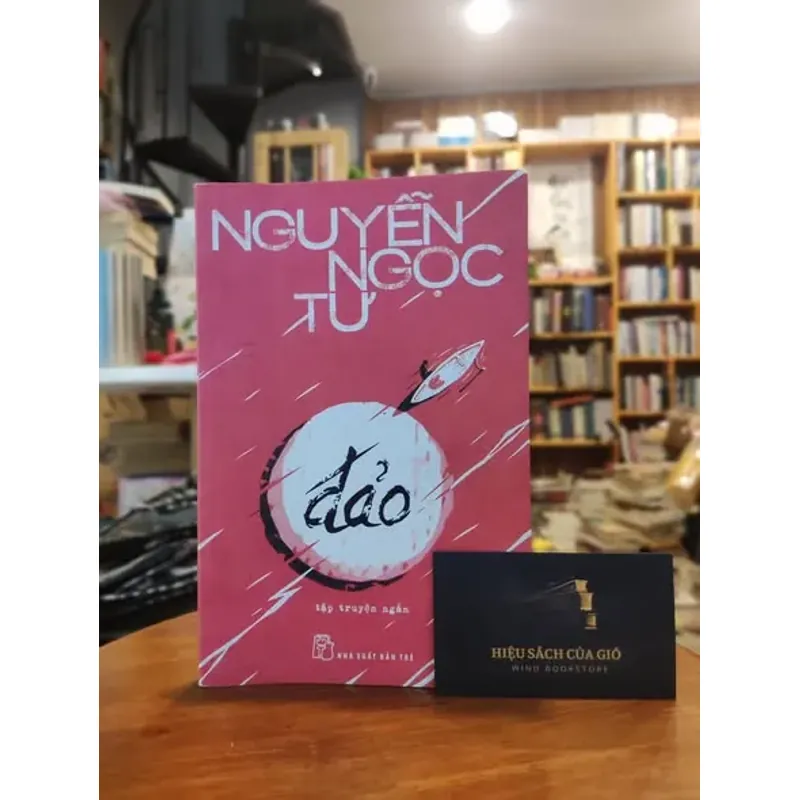 NGUYỄN
NGỌC
TƯ
đảo
tập truyện ngắn
NHÀ XUẤT BẢN TRẺ
HIỆU SÁCH CỦA GIÓ
WIND BOOKSTORE